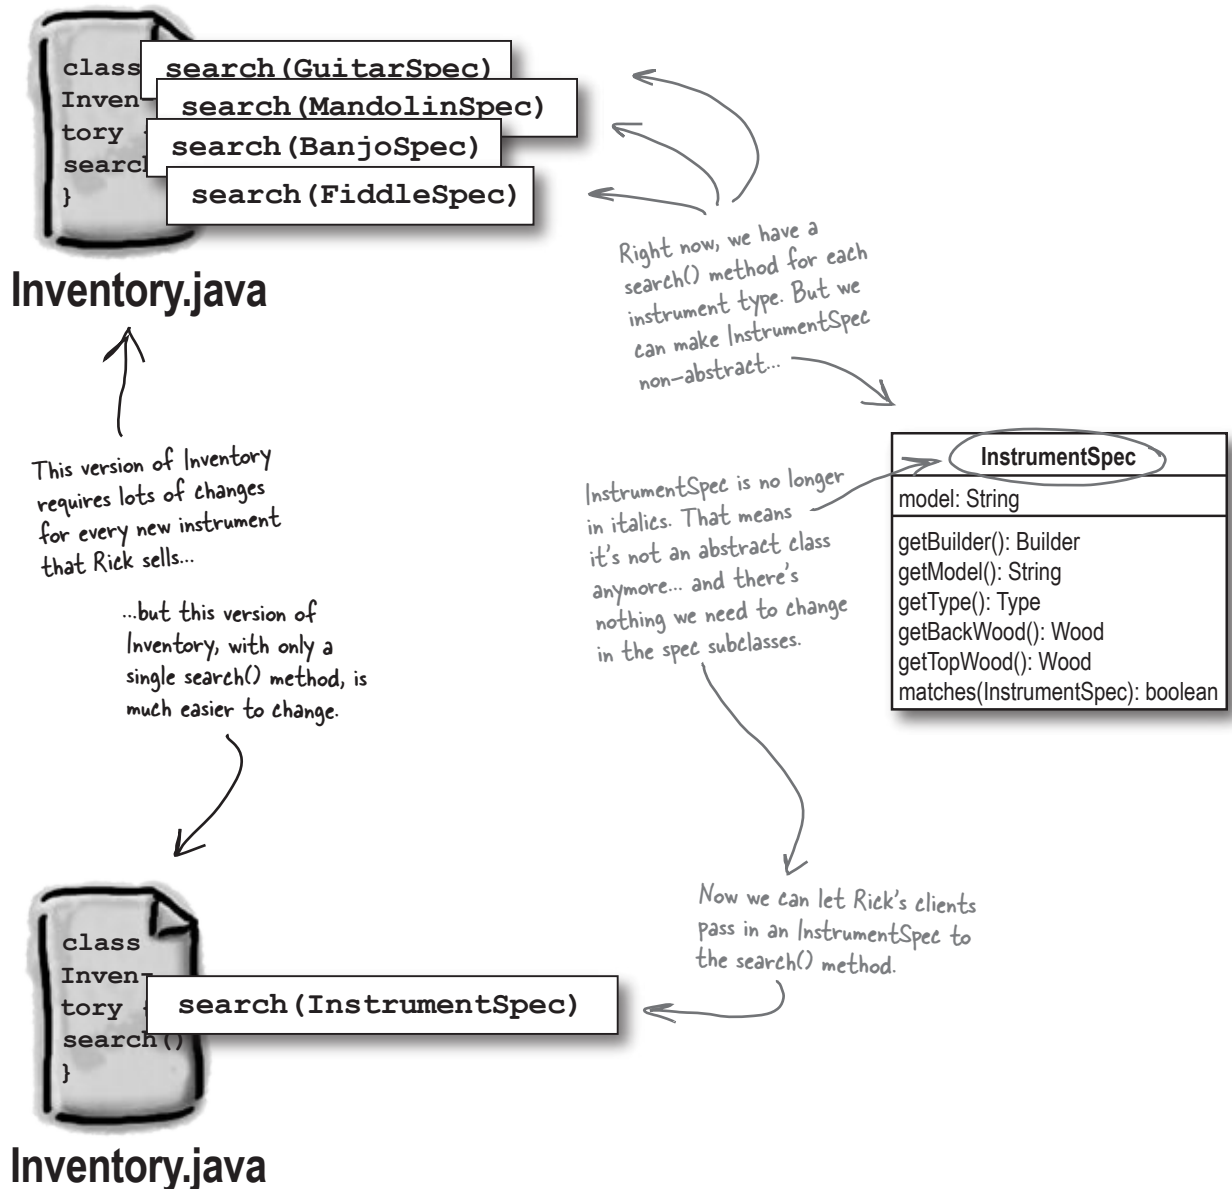 class
Inven-
tory {
search
}
search(GuitarSpec)
search(MandolinSpec)
search(BanjoSpec)
search(FiddleSpec)
Inventory.java
Right now, we have a
search() method for each
instrument type. But we
can make InstrumentSpec
non-abstract...
This version of Inventory
requires lots of changes
for every new instrument
that Rick sells...
...but this version of
Inventory, with only a
single search() method, is
much easier to change.
InstrumentSpec is no longer
in italics. That means
it's not an abstract class
anymore... and there's
nothing we need to change
in the spec subclasses.
InstrumentSpec
model: String
getBuilder(): Builder
getModel(): String
getType(): Type
getBackWood(): Wood
getTopWood(): Wood
matches(InstrumentSpec): boolean
Now we can let Rick's clients
pass in an InstrumentSpec to
the search() method.
class
Inven-
tory {
search()
}
search(InstrumentSpec)
Inventory.java